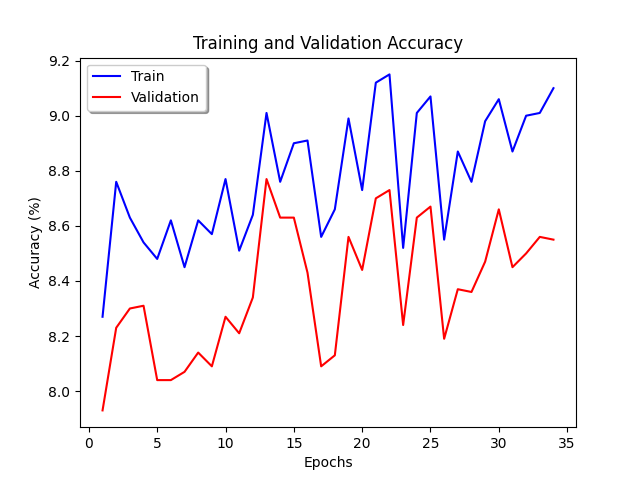 Training and Validation Accuracy
Train
Validation
Accuracy (%)
9.2
9.0
8.8
8.6
8.4
8.2
8.0
0 5 10 15 20 25 30 35
Epochs